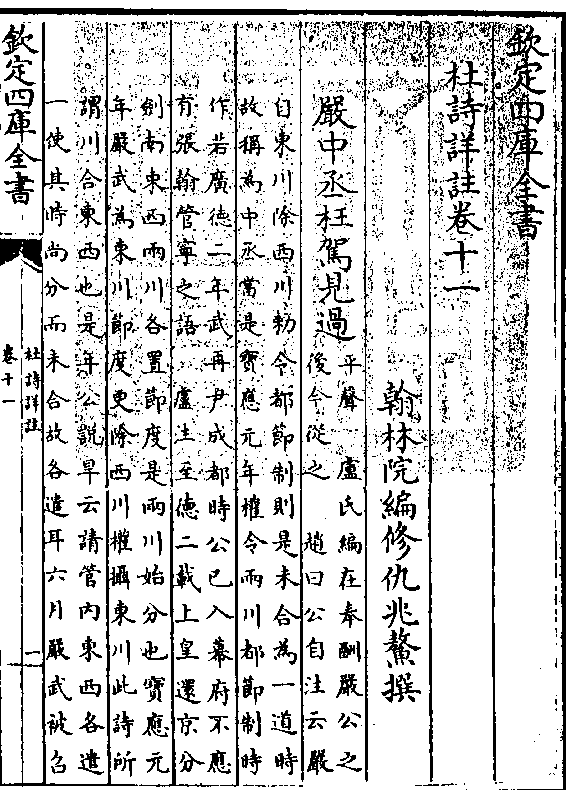 欽定四庫全書
杜詩詳註卷十一
翰林院編修仇兆鰲撰
嚴中丞枉駕見過
平聲 盧氏編在奉酬嚴公之
後今從之 趙曰公自注云嚴
自東川除西川勅令都節制則是未合為一道時
故稱為中丞當是寶應元年權令兩川都節制時
作若廣德二年武再尹成都時公已入幕府不應
有張翰管寧之語 盧注至德二載上皇還京分
劍南東西兩川各置節度是兩川始分也寶應元
年嚴武為東川節度更除西川權攝東川此詩所
謂川合東西也是年公說旱云請管內東西各遣
一使其時尚分而未合故各遣耳六月嚴武被召
欽定四庫全書
杜詩詳註
卷十一
一